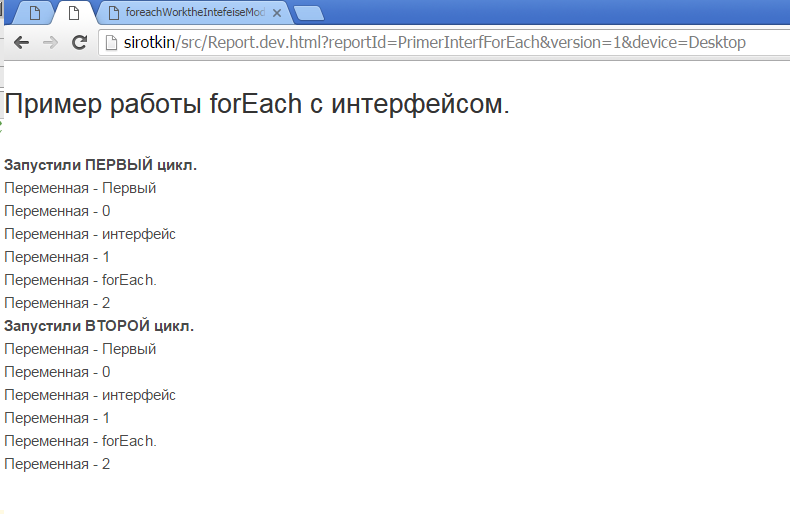 foreachWorktheIntefeiseMod
sirotkin/src/Report.dev.html?reportId=PrimerInterfForEach&version=1&device=Desktop
Пример работы forEach с интерфейсом.
Запустили ПЕРВЫЙ цикл.
Переменная - Первый
Переменная - 0
Переменная - интерфейс
Переменная - 1
Переменная - forEach.
Переменная - 2
Запустили ВТОРОЙ цикл.
Переменная - Первый
Переменная - 0
Переменная - интерфейс
Переменная - 1
Переменная - forEach.
Переменная - 2